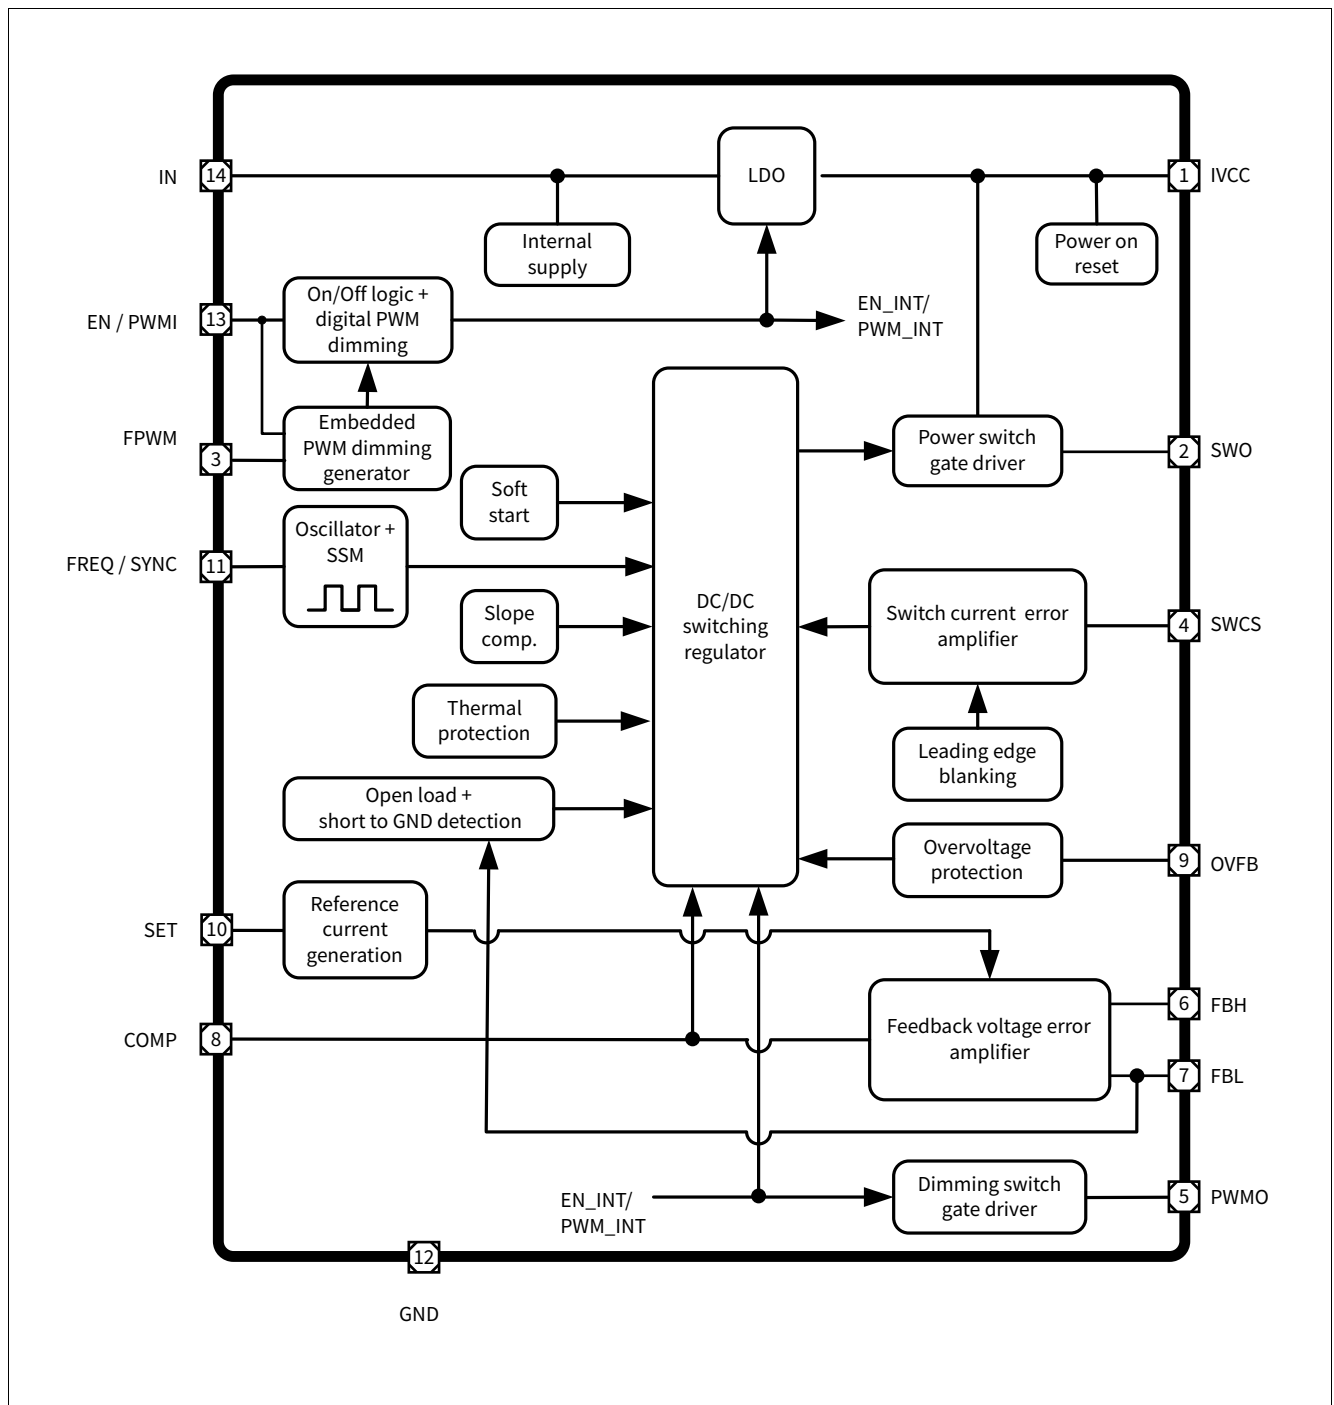 LDO
IN
14
1
IVCC
Internal
supply
Power on
reset
On/Off logic +
digital PWM
dimming
EN / PWMI
13
EN_INT/
PWM_INT
FPWM
3
Embedded
PWM dimming
generator
Power switch
gate driver
2
SWO
Soft
start
Oscillator +
SSM
FREQ / SYNC
11
DC/DC
switching
regulator
Slope
comp.
Switch current error
amplifier
4
SWCS
Thermal
protection
Leading edge
blanking
Open load +
short to GND detection
Overvoltage
protection
9
OVFB
SET
10
Reference
current
generation
6
FBH
COMP
8
Feedback voltage error
amplifier
7
FBL
EN_INT/
PWM_INT
Dimming switch
gate driver
5
PWMO
12
GND